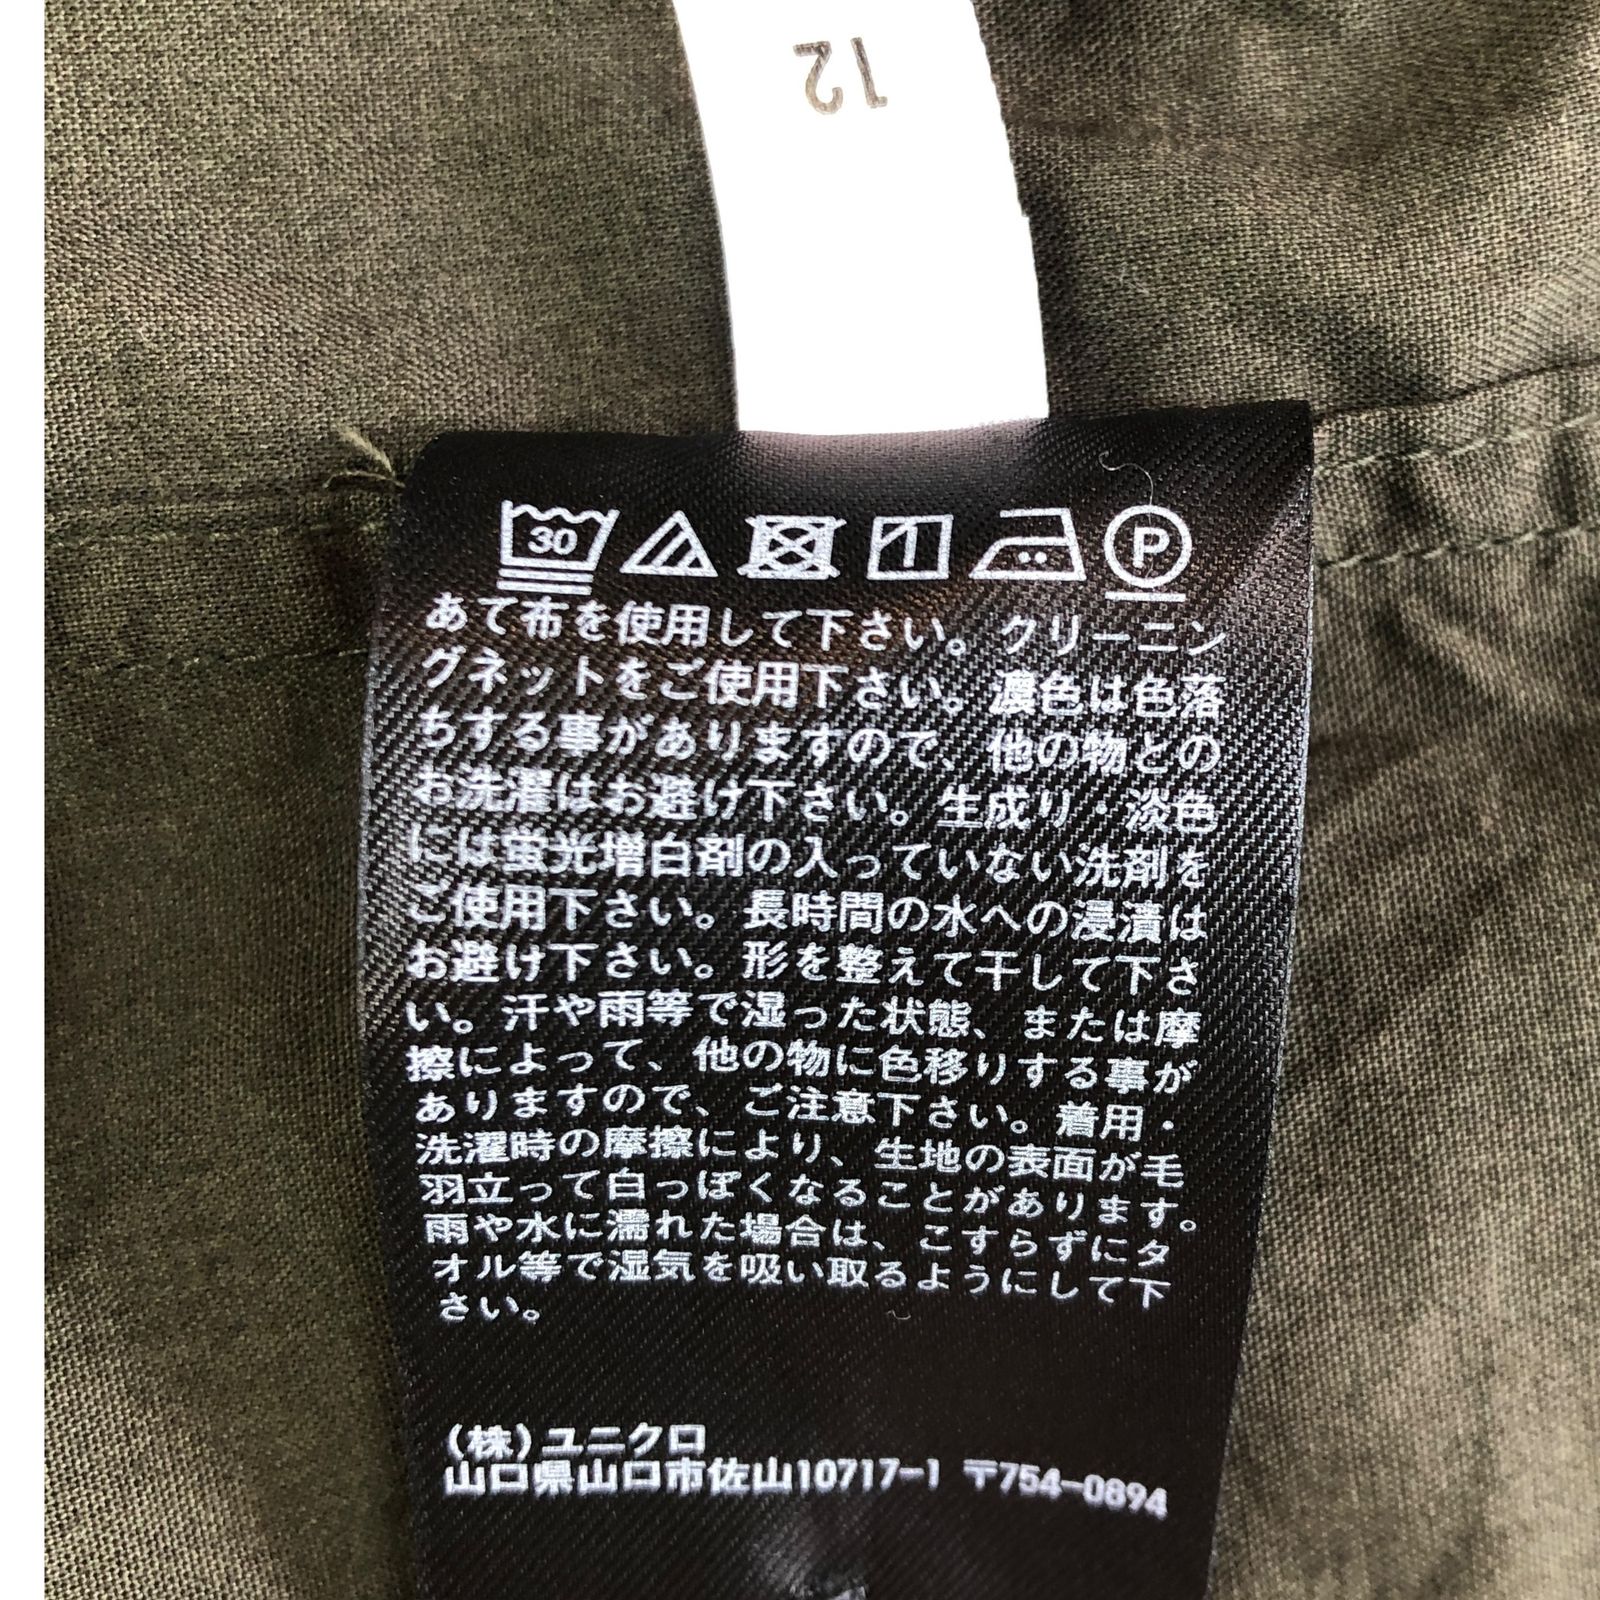 12
30
P
あて布を使用して下さい。クリーニン
グネットをご使用下さい。濃色は色落
ちする事がありますので、他の物との
お洗濯はお避け下さい。生成り・淡色
には蛍光増白剤の入っていない洗剤を
ご使用下さい。長時間の水への浸漬は
お避け下さい。形を整えて干して下さ
い。汗や雨等で湿った状態、または摩
擦によって、他の物に色移りする事が
ありますので、ご注意下さい。着用・
洗濯時の摩擦により、生地の表面が毛
羽立って白っぽくなることがあります。
雨や水に濡れた場合は、こすらずにタ
オル等で湿気を吸い取るようにして下
さい。
(株)ユニクロ
山口県山口市佐山10717-1 〒754-0894